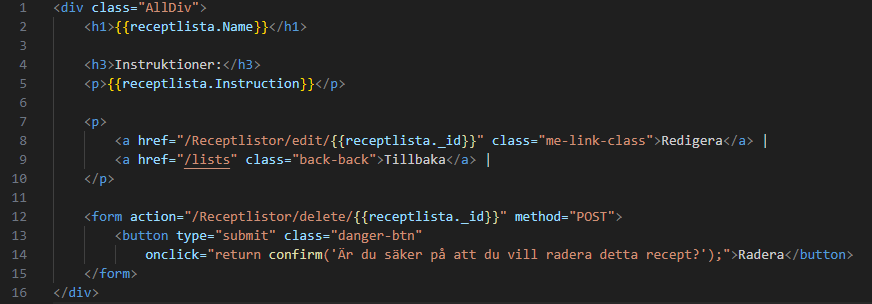 1 <div class="AllDiv">
2     <h1>{{receptlista.Name}}</h1>
3
4     <h3>Instruktioner:</h3>
5     <p>{{receptlista.Instruction}}</p>
6
7     <p>
8         <a href="/Receptlistor/edit/{{receptlista._id}}" class="me-link-class">Redigera</a> |
9         <a href="/lists" class="back-back">Tillbaka</a> |
10     </p>
11
12     <form action="/Receptlistor/delete/{{receptlista._id}}" method="POST">
13         <button type="submit" class="danger-btn"
14             onclick="return confirm('Är du säker på att du vill radera detta recept?');">Radera</button>
15     </form>
16 </div>